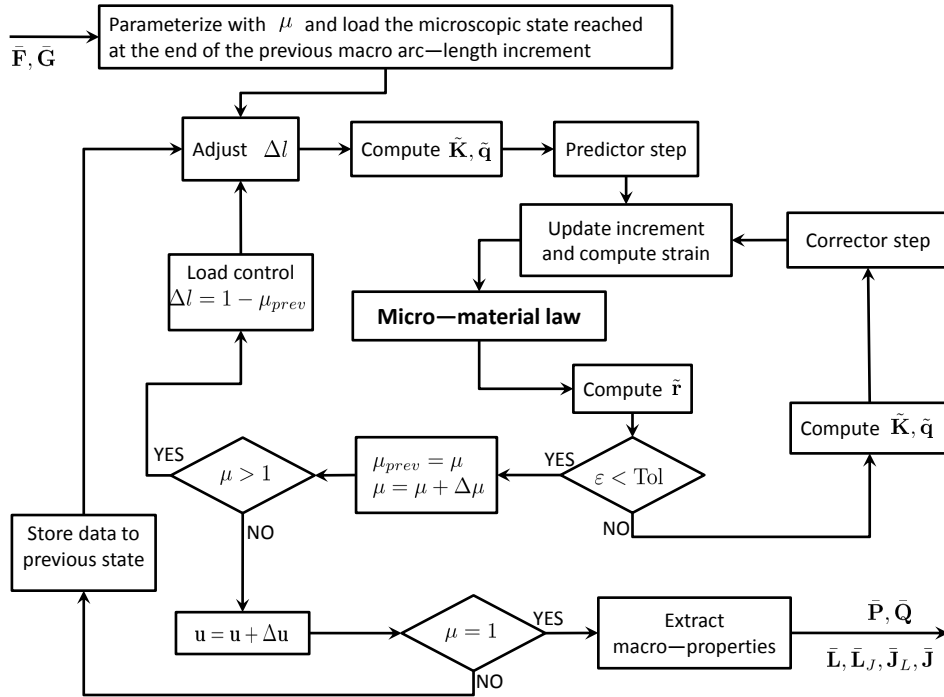 Parameterize with μ and load the microscopic state reached
at the end of the previous macro arc—length increment
F̄, Ḡ
Adjust Δl
Compute K̃, q̃
Predictor step
Update increment
and compute strain
Corrector step
Load control
Δl = 1 − μ_prev
Micro—material law
Compute r̃
Compute K̃, q̃
YES
μ > 1
μ_prev = μ
μ = μ + Δμ
YES
ε < Tol
NO
NO
Store data to
previous state
u = u + Δu
μ = 1
YES
NO
Extract
macro—properties
P̄, Q̄
L̄, L̄_J, J̄_L, J̄